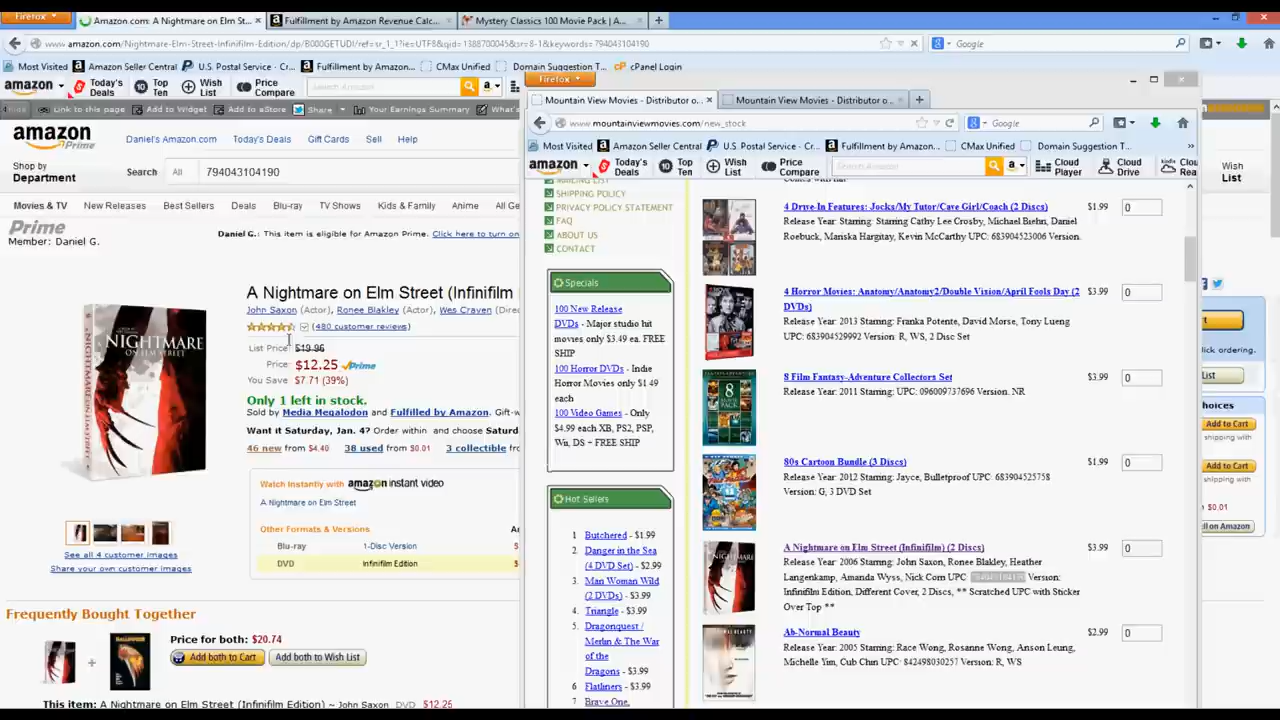 Firefox
Amazon.com: A Nightmare on Elm St...
Fulfillment by Amazon Revenue Calc...
Mystery Classics 100 Movie Pack | A...
www.amazon.com/Nightmare-Elm-Street-Infinifilm-Edition/dp/B000GETUDI/ref=sr_1_1?ie=UTF8&qid=1388700045&sr=8-1&keywords=794043104190
Google
Most Visited
Amazon Seller Central
U.S. Postal Service - Cr...
Fulfillment by Amazon...
CMax Unified
Domain Suggestion T...
cPanel Login
amazon
Today's Deals
Top Ten
Wish List
Price Compare
Search Amazon
Link to this page
Add to Widget
Add to aStore
Share
Your Earnings Summary
What's
amazon
Prime
Daniel's Amazon.com
Today's Deals
Gift Cards
Sell
Help
Shop by
Department
Search
All
794043104190
Wish
List
Movies & TV
New Releases
Best Sellers
Deals
Blu-ray
TV Shows
Kids & Family
Anime
All G
Prime
Member: Daniel G.
Daniel G.: This item is eligible for Amazon Prime. Click here to turn on
A Nightmare on Elm Street (Infinifilm
John Saxon (Actor), Ronee Blakley (Actor), Wes Craven (Direc
(480 customer reviews)
List Price: $19.96
Price: $12.25 Prime
You Save: $7.71 (39%)
Only 1 left in stock.
Sold by Media Megalodon and Fulfilled by Amazon. Gift-w
Want it Saturday, Jan. 4? Order within and choose Saturd
46 new from $4.40
38 used from $0.01
3 collectible
Watch Instantly with amazon instant video
A Nightmare on Elm Street
Other Formats & Versions
Am
Blu-ray
1-Disc Version
$
DVD
Infinifilm Edition
$
NIGHTMARE
ON ELM STREET
See all 4 customer images
Share your own customer images
Frequently Bought Together
Price for both: $20.74
Add both to Cart
Add both to Wish List
This item: A Nightmare on Elm Street (Infinifilm Edition) ~ John Saxon DVD $12.25
Firefox
Mountain View Movies - Distributor o...
Mountain View Movies - Distributor o...
www.mountainviewmovies.com/new_stock
Google
Most Visited
Amazon Seller Central
U.S. Postal Service - Cr...
Fulfillment by Amazon...
CMax Unified
Domain Suggestion T...
amazon
Today's Deals
Top Ten
Wish List
Price Compare
Search Amazon
Cloud Player
Cloud Drive
Cloud Rea
MAILING LIST
SHIPPING POLICY
PRIVACY POLICY STATEMENT
FAQ
ABOUT US
CONTACT
Specials
100 New Release
DVDs - Major studio hit
movies only $3.49 ea. FREE
SHIP
100 Horror DVDs - Indie
Horror Movies only $1.49
each
100 Video Games - Only
$4.99 each XB, PS2, PSP,
Wii, DS + FREE SHIP
Hot Sellers
1. Butchered - $1.99
2. Danger in the Sea
(4 DVD Set) - $2.99
3. Man Woman Wild
(2 DVDs) - $3.99
4. Triangle - $3.99
5. Dragonquest /
Merlin & The War
of the
Dragons - $3.99
6 Flatliners - $3.99
7 Brave One,
4 Drive-In Features: Jocks/My Tutor/Cave Girl/Coach (2 Discs)
$1.99
0
Release Year: Starring: Starring Cathy Lee Crosby, Michael Biehn, Daniel
Roebuck, Mariska Hargitay, Kevin McCarthy UPC: 683904523006 Version.
4 Horror Movies: Anatomy/Anatomy2/Double Vision/April Fools Day (2
DVDs)
$3.99
0
Release Year: 2013 Starring: Franka Potente, David Morse, Tony Leung
UPC: 683904529992 Version: R, WS, 2 Disc Set
8 Film Fantasy-Adventure Collectors Set
$3.99
0
Release Year: 2011 Starring: UPC: 096009737696 Version. NR
80s Cartoon Bundle (3 Discs)
$1.99
0
Release Year: 2012 Starring: Jayce, Bulletproof UPC: 683904525758
Version: G, 3 DVD Set
A Nightmare on Elm Street (Infinifilm) (2 Discs)
$3.99
0
Release Year: 2006 Starring: John Saxon, Ronee Blakley, Heather
Langenkamp, Amanda Wyss, Nick Corri UPC Version:
Infinifilm Edition, Different Cover, 2 Discs, ** Scratched UPC with Sticker
Over Top **
Ab-Normal Beauty
$2.99
0
Release Year: 2005 Starring: Race Wong, Rosanne Wong, Anson Leung,
Michelle Yim, Cub Chin UPC: 842498030257 Version: R, WS
lick ordering.
List
hoices
Add to Cart
shipping with
Add to Cart
shipping with
$0.01
ell on Amazon